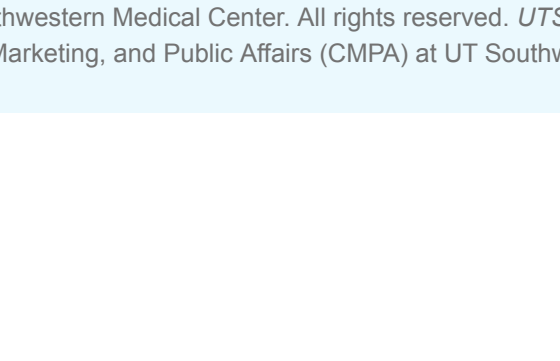 thwestern Medical Center. All rights reserved. UTS
Marketing, and Public Affairs (CMPA) at UT Southw